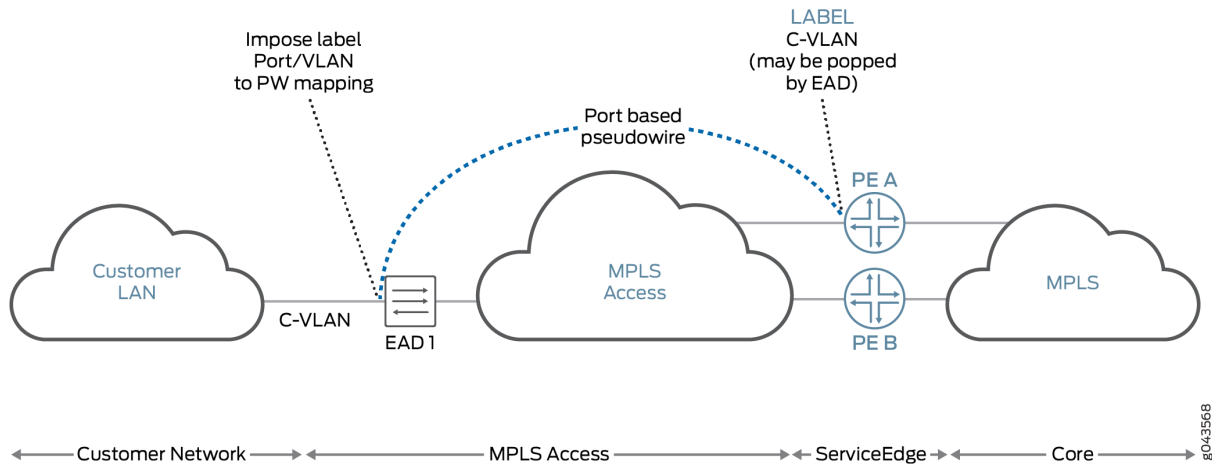 Impose label
Port/VLAN
to PW mapping
LABEL
C-VLAN
(may be popped
by EAD)
Port based
pseudowire
PE A
Customer
LAN
MPLS
Access
MPLS
C-VLAN
EAD 1
PE B
Customer Network
MPLS Access
ServiceEdge
Core
g043568